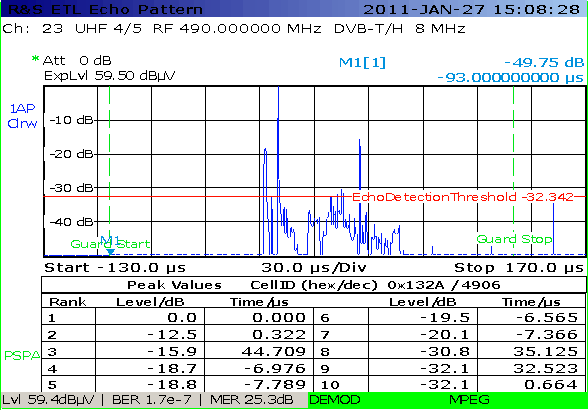 R&S ETL Echo Pattern 2011-JAN-27 15:08:28
Ch: 23 UHF 4/5 RF 490.000000 MHz DVB-T/H 8 MHz
* Att 0 dB M1[1] -49.75 dB
ExpLvl 59.50 dBµV -93.000000000 µs
1AP
Clrw
-10 dB
-20 dB
-30 dB
EchoDetectionThreshold -32.342
-40 dB
M1
Guard Start Guard Stop
Start -130.0 µs 30.0 µs/Div Stop 170.0 µs
Peak Values CellID (hex/dec) 0x132A /4906
Rank Level/dB Time/µs Level/dB Time/µs
1 0.0 0.000 6 -19.5 -6.565
2 -12.5 0.322 7 -20.1 -7.366
3 -15.9 44.709 8 -30.8 35.125
PSPA
4 -18.7 -6.976 9 -32.1 32.523
5 -18.8 -7.789 10 -32.1 0.664
Lvl 59.4dBµV | BER 1.7e-7 | MER 25.3dB DEMOD MPEG